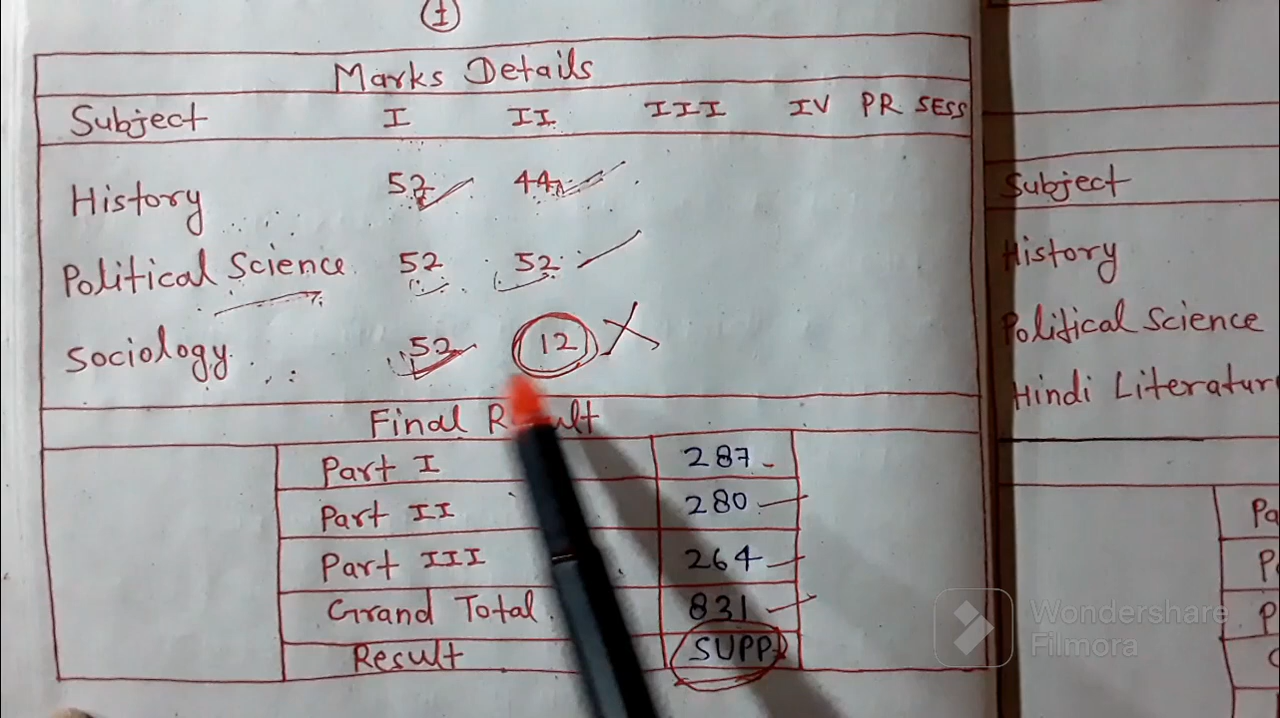 1
Marks Details
Subject I II III IV PR SESS
History 52 44
Political Science 52 52
Sociology 52 12
Final Result
Part I 287
Part II 280
Part III 264
Grand Total 831
Result SUPP
Subject
History
Political Science
Hindi Literatur
Pa
Wondershare
Filmora